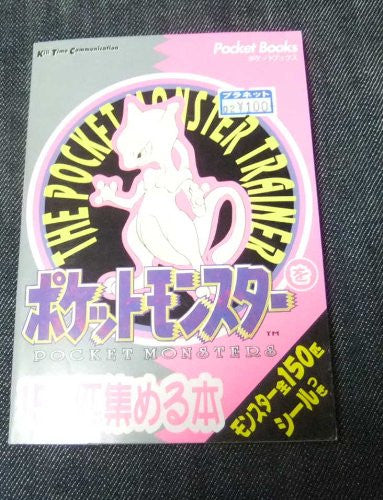 Kill Time Communication
Pocket Books
ポケットブックス
プラネット
¥100
THE POCKET MONSTER TRAINER
ポケットモンスターを
TM
POCKET MONSTERS
集める本
モンスター全150匹
シールつき